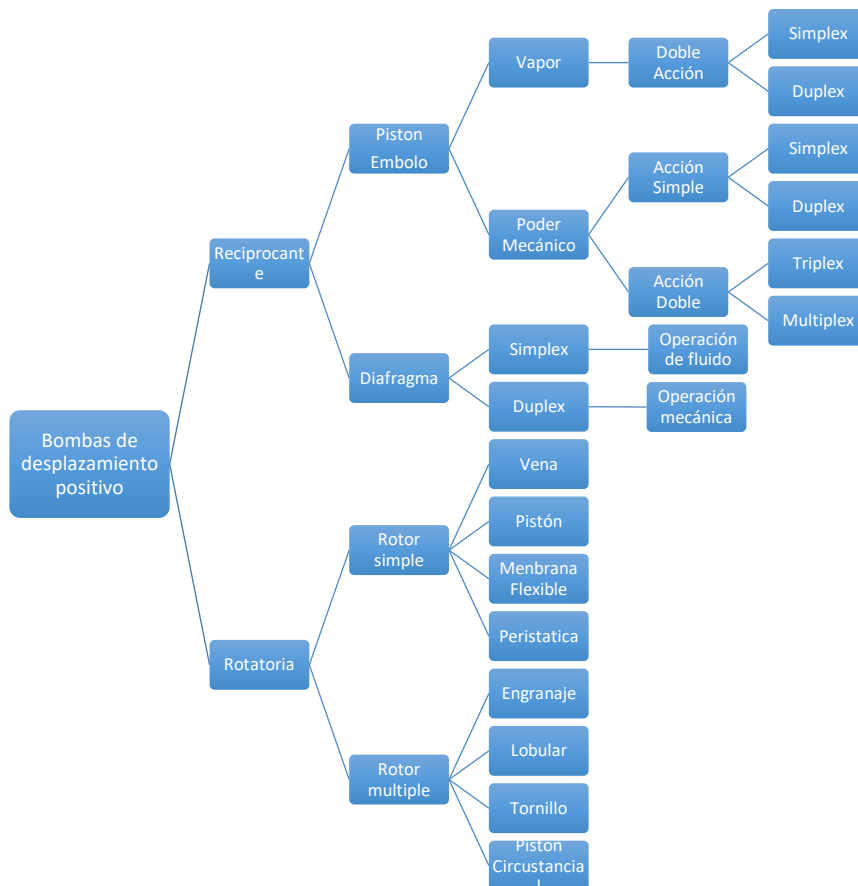 Bombas de
desplazamiento
positivo
Reciprocant
e
Piston
Embolo
Vapor
Doble
Acción
Simplex
Duplex
Poder
Mecánico
Acción
Simple
Simplex
Duplex
Acción
Doble
Triplex
Multiplex
Diafragma
Simplex
Operación
de fluido
Duplex
Operación
mecánica
Rotatoria
Rotor
simple
Vena
Pistón
Menbrana
Flexible
Peristatica
Rotor
multiple
Engranaje
Lobular
Tornillo
Pistón
Circustancia
l